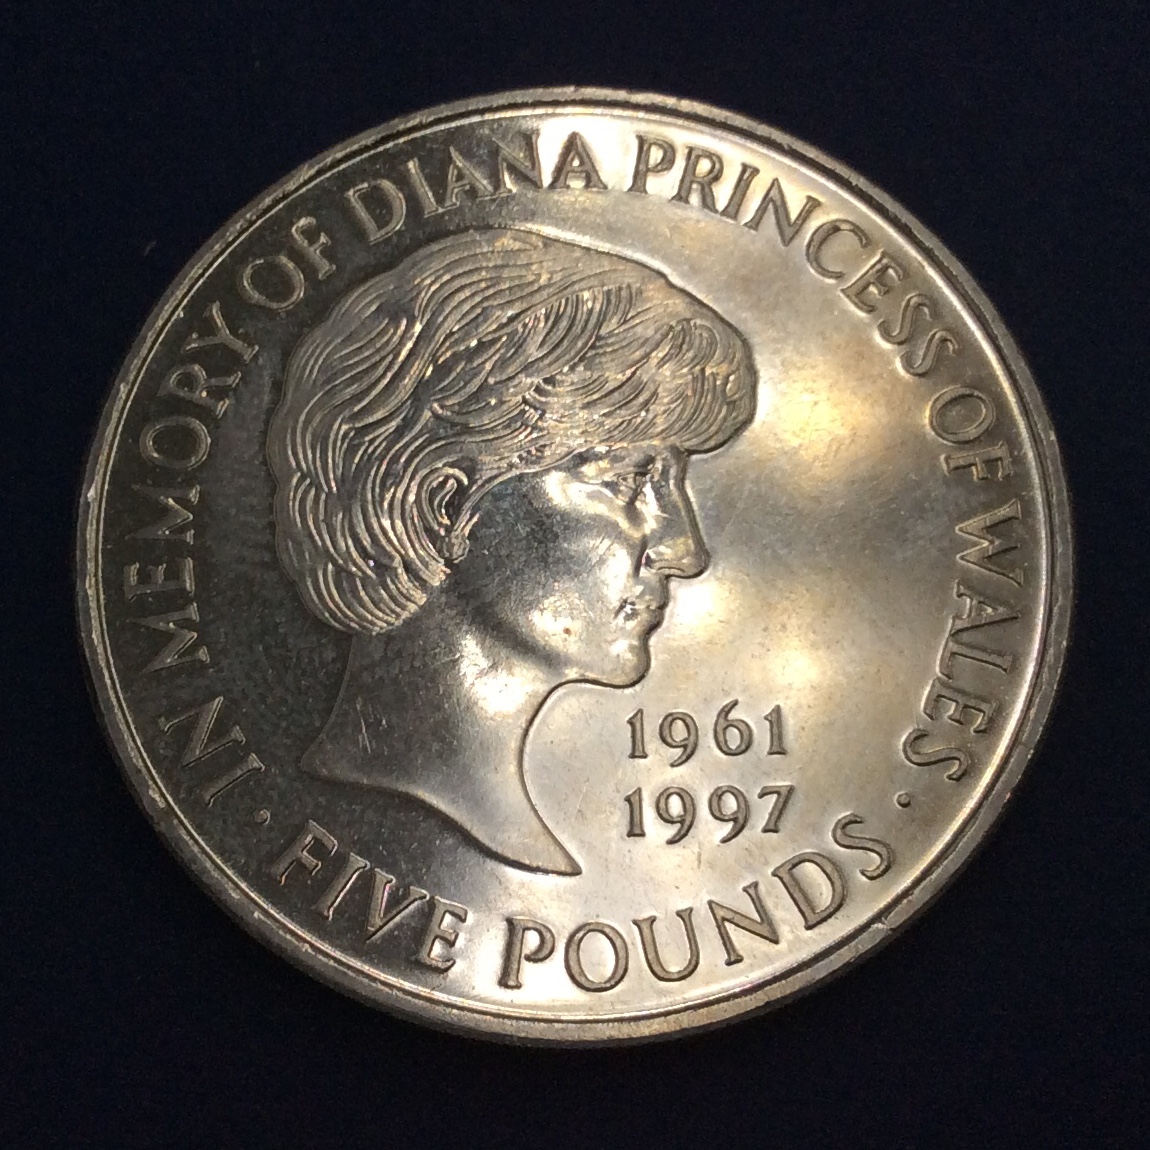 IN MEMORY OF DIANA PRINCESS OF WALES
1961
1997
· FIVE POUNDS ·